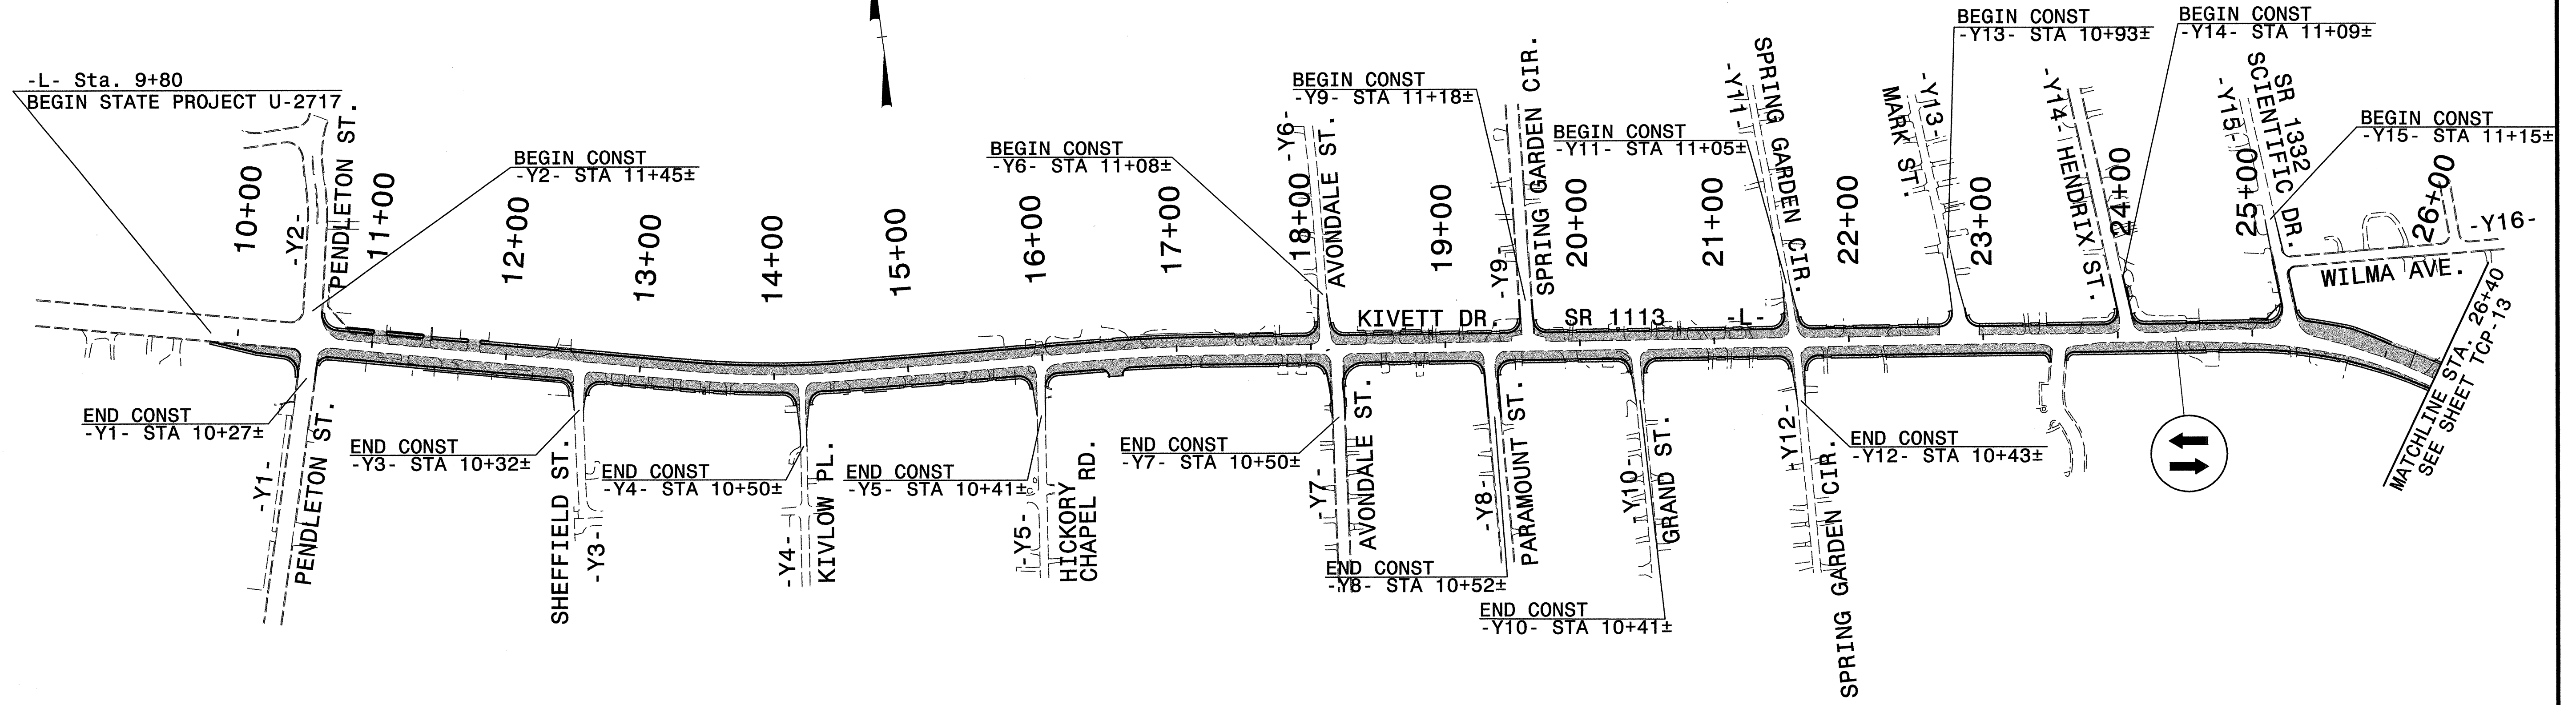 -L- Sta. 9+80
BEGIN STATE PROJECT U-2717
10+00
-Y2-
PENDLETON ST.
11+00
BEGIN CONST
-Y2- STA 11+45±
12+00
13+00
14+00
15+00
16+00
17+00
BEGIN CONST
-Y6- STA 11+08±
18+00
-Y6-
AVONDALE ST.
BEGIN CONST
-Y9- STA 11+18±
19+00
-Y9-
SPRING GARDEN CIR.
20+00
BEGIN CONST
-Y11- STA 11+05±
21+00
-Y11-
SPRING GARDEN CIR.
22+00
MARK ST.
-Y13-
BEGIN CONST
-Y13- STA 10+93±
23+00
-Y14-
HENDRIX ST.
24+00
BEGIN CONST
-Y14- STA 11+09±
25+00
-Y15-
SR 1332
SCIENTIFIC DR.
BEGIN CONST
-Y15- STA 11+15±
26+00
-Y16-
WILMA AVE.
KIVETT DR.
SR 1113
-L-
MATCHLINE STA. 26+40
SEE SHEET TCP-13
END CONST
-Y1- STA 10+27±
-Y1-
PENDLETON ST.
END CONST
-Y3- STA 10+32±
SHEFFIELD ST.
-Y3-
END CONST
-Y4- STA 10+50±
-Y4-
KIVLOW PL.
END CONST
-Y5- STA 10+41±
-Y5-
HICKORY
CHAPEL RD.
END CONST
-Y7- STA 10+50±
-Y7-
AVONDALE ST.
END CONST
-Y8- STA 10+52±
-Y8-
PARAMOUNT ST.
END CONST
-Y10- STA 10+41±
-Y10-
GRAND ST.
-Y12-
SPRING GARDEN CIR.
END CONST
-Y12- STA 10+43±